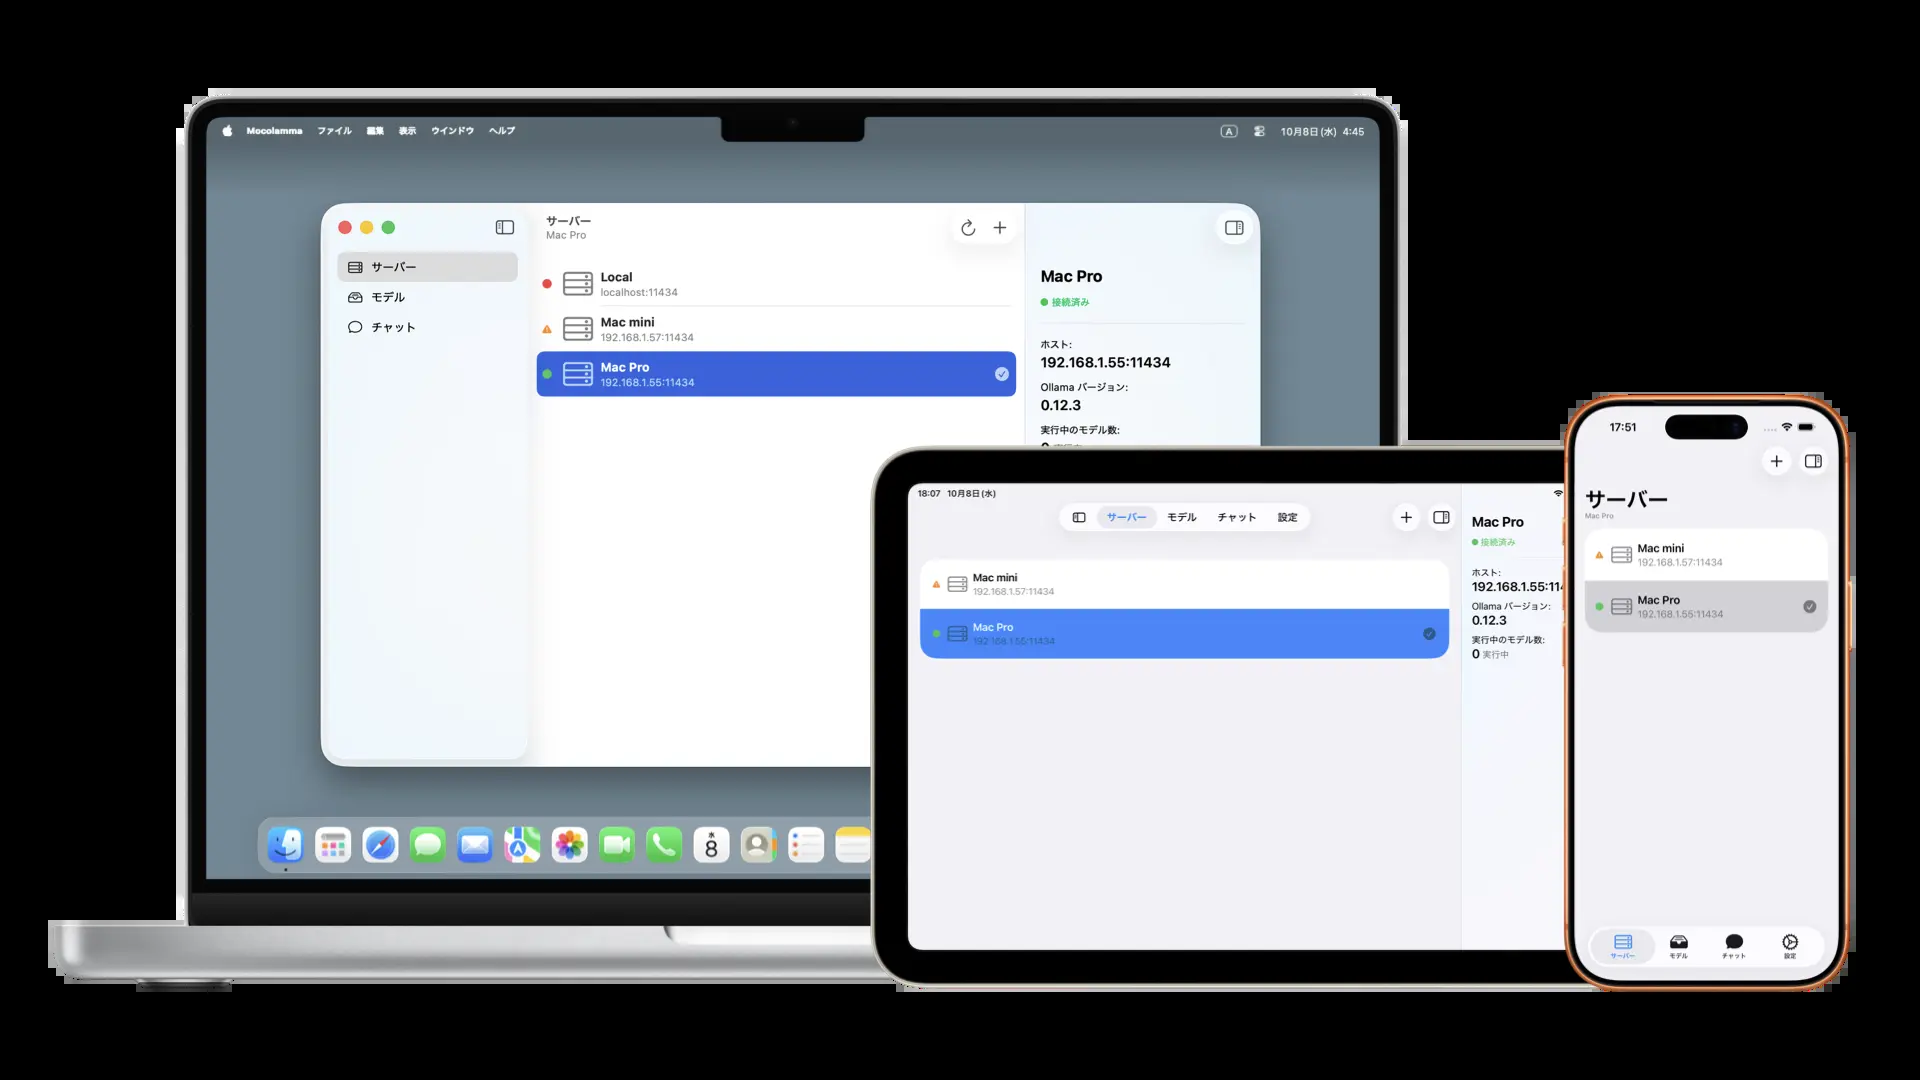 Mocolamma ファイル 編集 表示 ウインドウ ヘルプ
A 10月8日(水) 4:45
サーバー
モデル
チャット
サーバー
Mac Pro
Local
localhost:11434
Mac mini
192.168.1.57:11434
Mac Pro
192.168.1.55:11434
Mac Pro
接続済み
ホスト:
192.168.1.55:11434
Ollama バージョン:
0.12.3
実行中のモデル数:
水
8
18:07 10月8日(水)
サーバー モデル チャット 設定
Mac mini
192.168.1.57:11434
Mac Pro
192.168.1.55:11434
Mac Pro
接続済み
ホスト:
192.168.1.55:114
Ollama バージョン:
0.12.3
実行中のモデル数:
0 実行中
17:51
サーバー
Mac Pro
Mac mini
192.168.1.57:11434
Mac Pro
192.168.1.55:11434
サーバー モデル チャット 設定